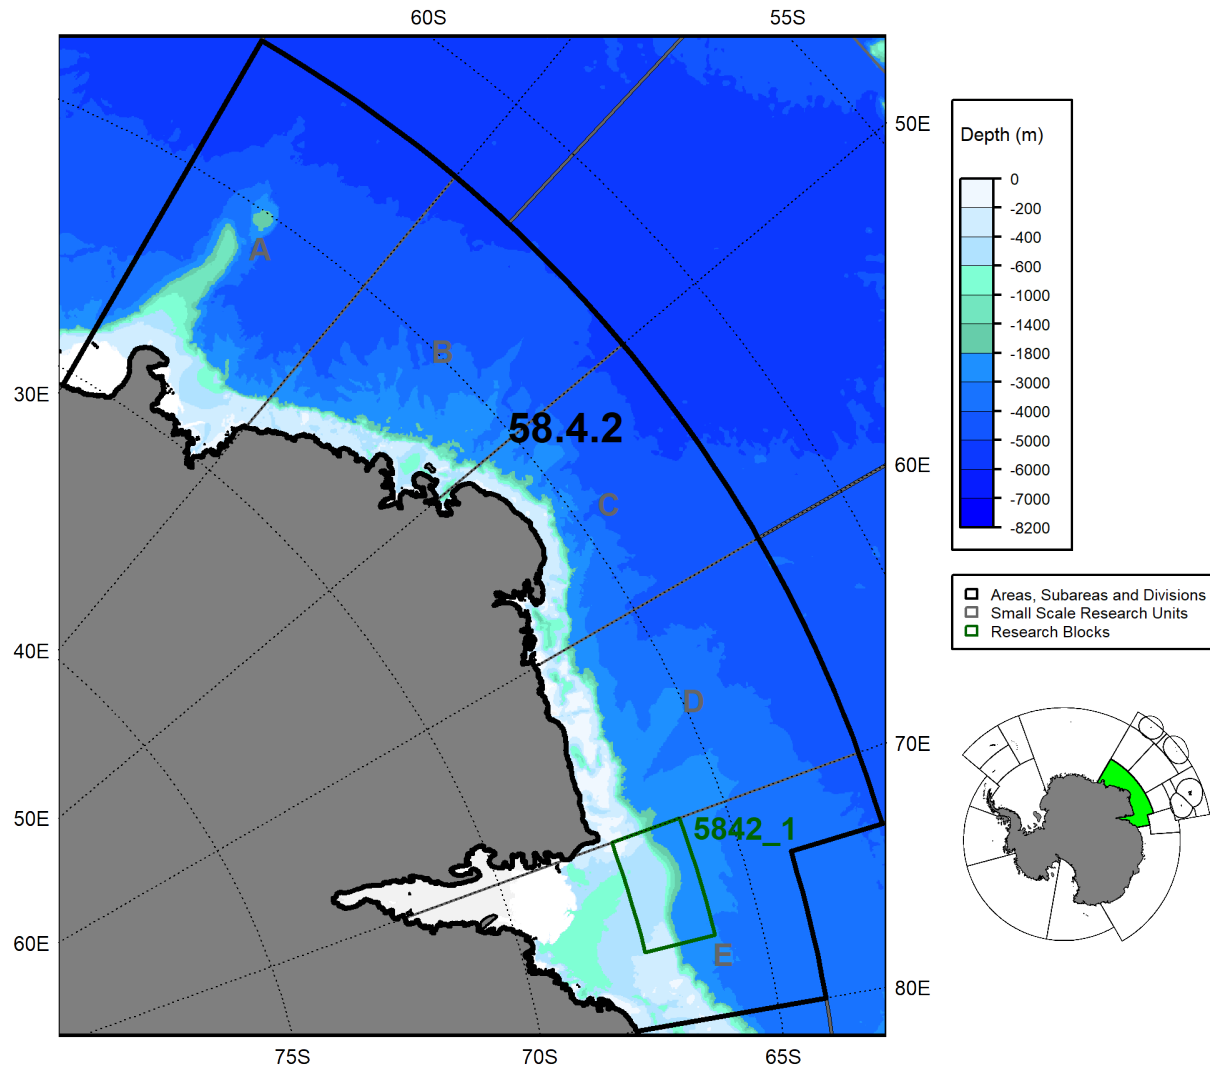 60S
55S
50E
Depth (m)
0
-200
-400
-600
-1000
-1400
-1800
-3000
-4000
-5000
-6000
-7000
-8200
A
B
30E
58.4.2
60E
C
Areas, Subareas and Divisions
Small Scale Research Units
Research Blocks
40E
D
70E
50E
5842_1
60E
E
80E
75S
70S
65S